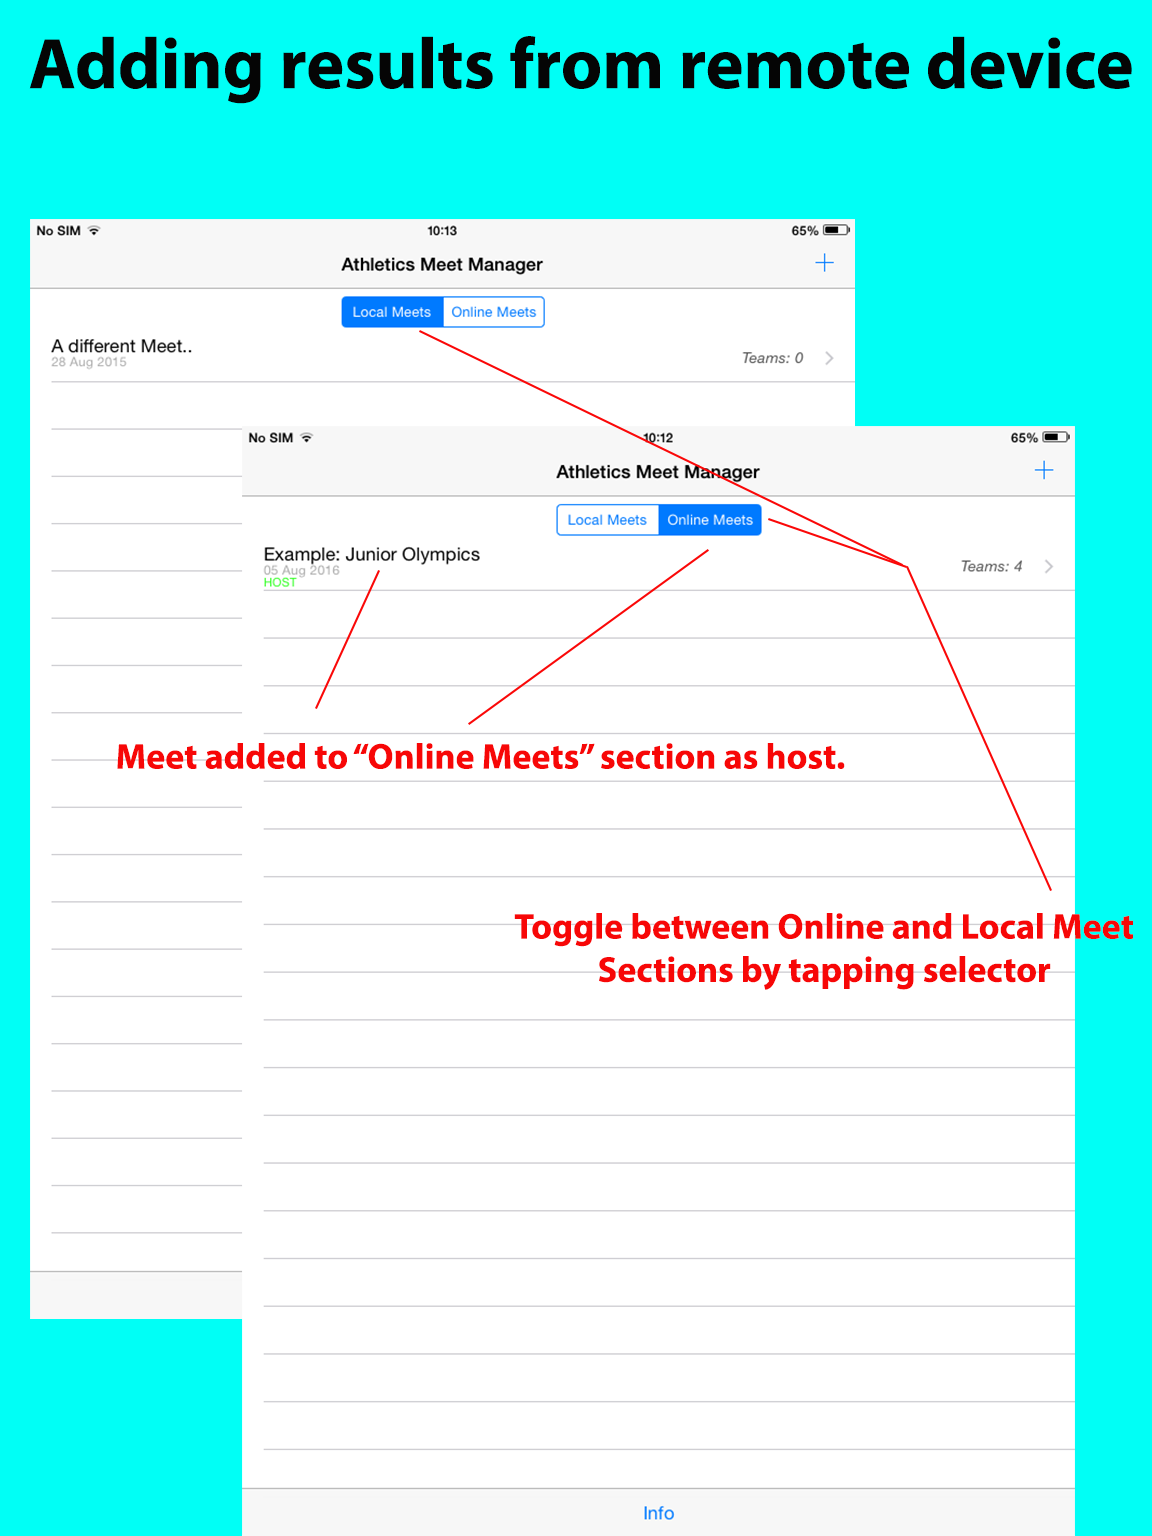 Adding results from remote device
No SIM 10:13 65%
Athletics Meet Manager +
Local Meets Online Meets
A different Meet..
28 Aug 2015
Teams: 0
No SIM 10:12 65%
Athletics Meet Manager +
Local Meets Online Meets
Example: Junior Olympics
05 Aug 2016
HOST
Teams: 4
Meet added to “Online Meets” section as host.
Toggle between Online and Local Meet
Sections by tapping selector
Info